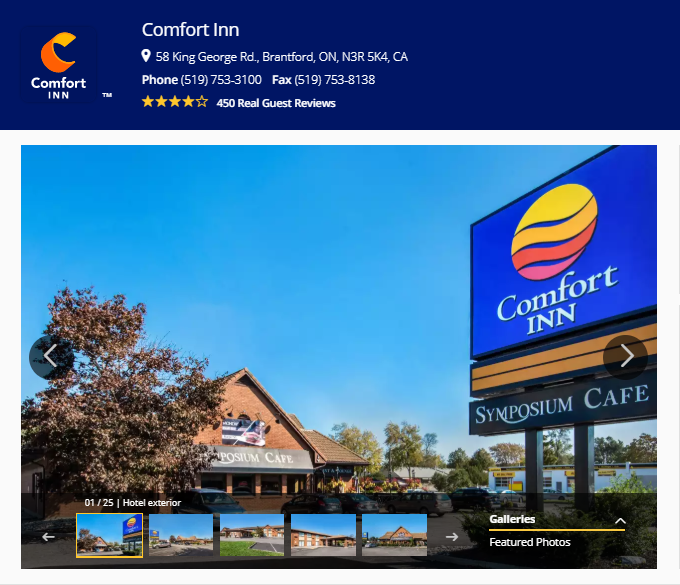 Comfort Inn
58 King George Rd., Brantford, ON, N3R 5K4, CA
Phone (519) 753-3100 Fax (519) 753-8138
450 Real Guest Reviews
Comfort
INN
™
Comfort
INN
SYMPOSIUM CAFE
SYMPOSIUM CAFE
01 / 25 | Hotel exterior
Galleries
Featured Photos